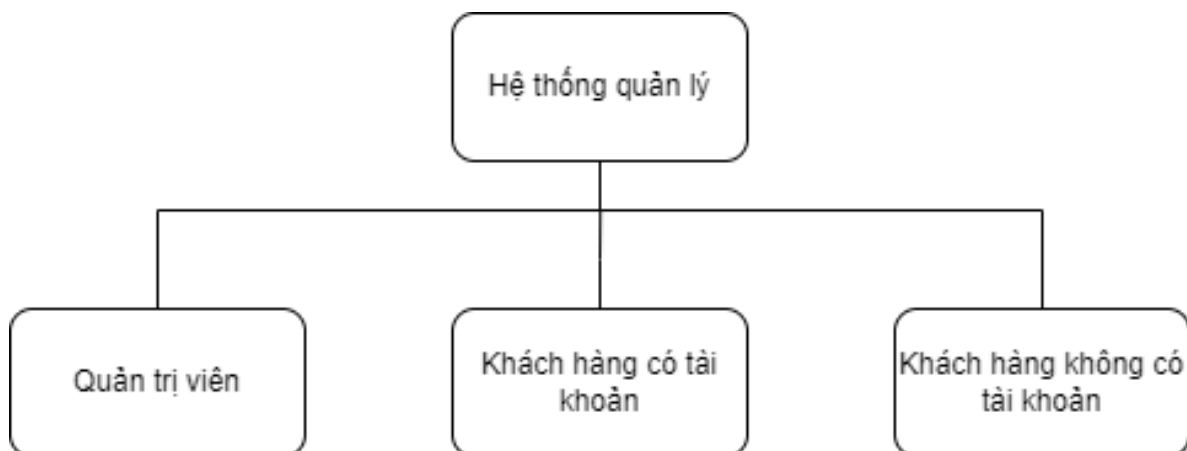 Hệ thống quản lý
Quản trị viên
Khách hàng có tài
khoản
Khách hàng không có
tài khoản